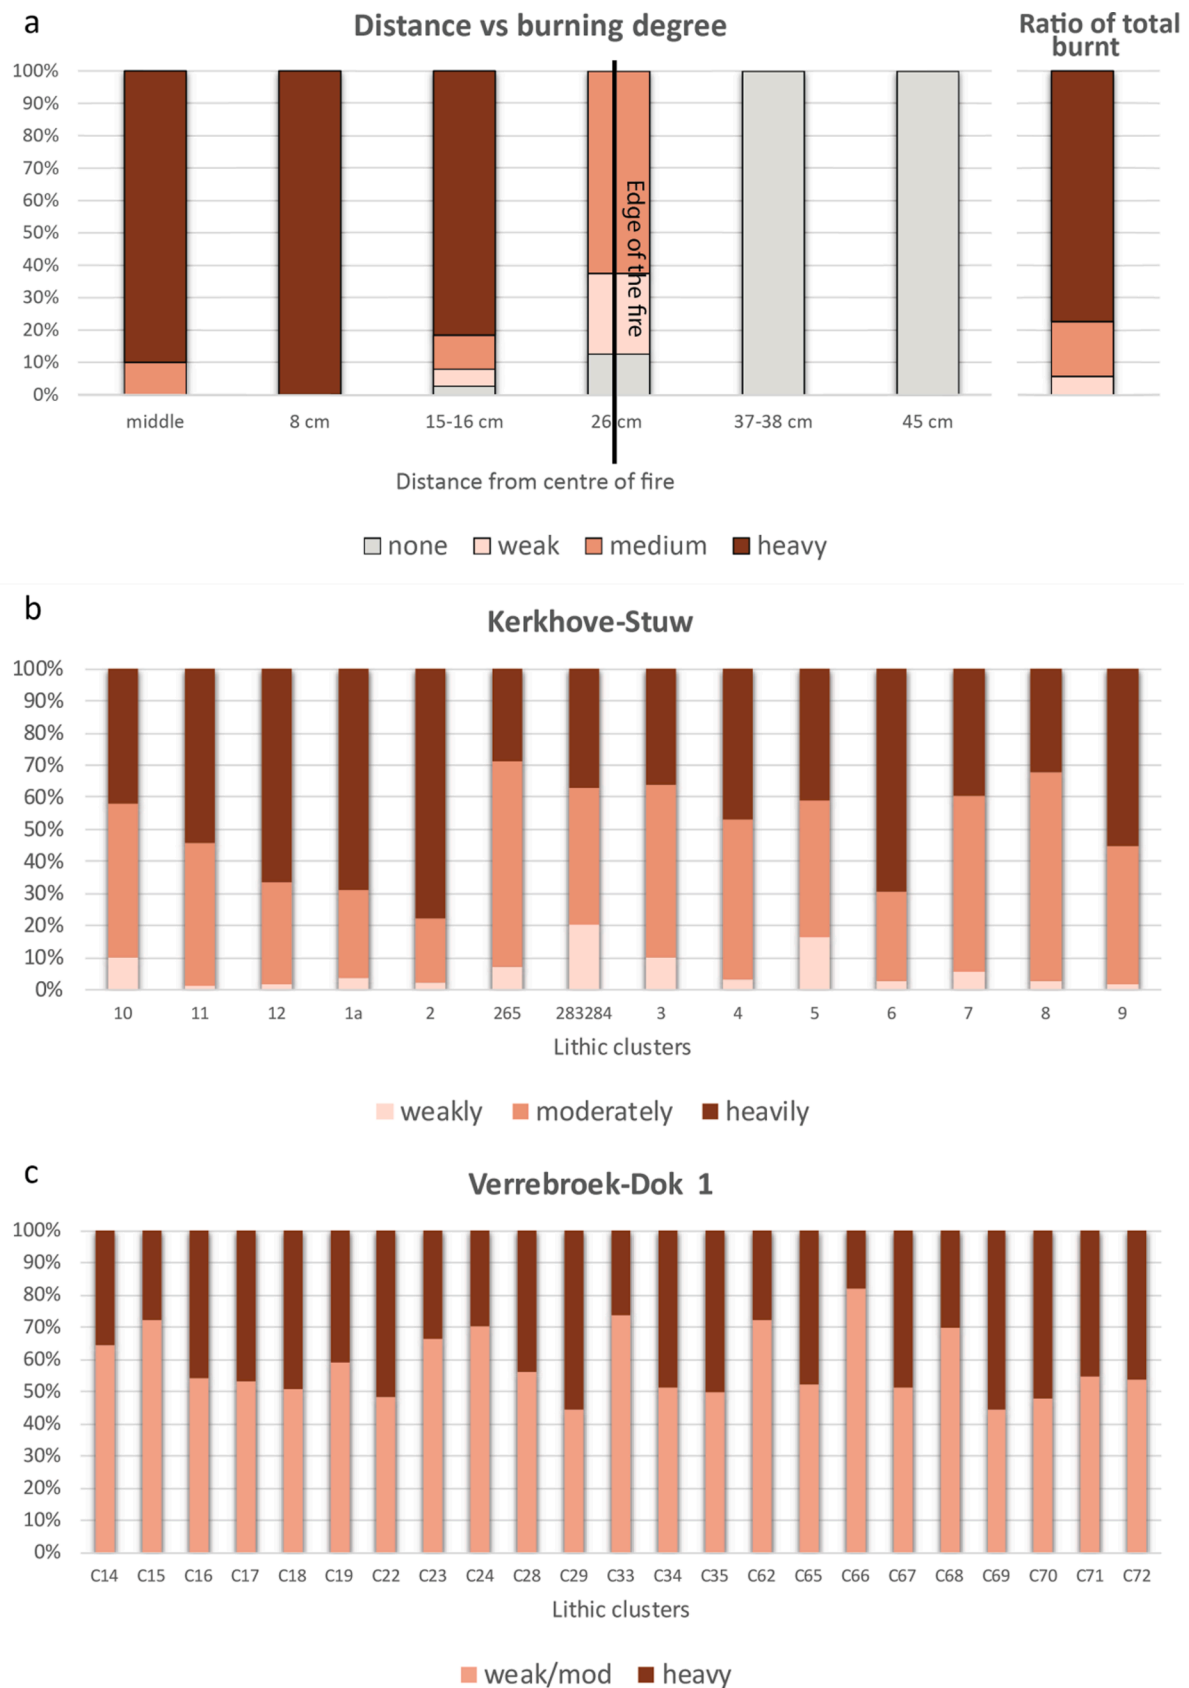 a
Distance vs burning degree
Ratio of total
burnt
100%
90%
80%
70%
60%
50%
40%
30%
20%
10%
0%
Edge of the fire
middle 8 cm 15-16 cm 26 cm 37-38 cm 45 cm
Distance from centre of fire
none weak medium heavy
b
Kerkhove-Stuw
100%
90%
80%
70%
60%
50%
40%
30%
20%
10%
0%
10 11 12 1a 2 265 283284 3 4 5 6 7 8 9
Lithic clusters
weakly moderately heavily
c
Verrebroek-Dok 1
100%
90%
80%
70%
60%
50%
40%
30%
20%
10%
0%
C14 C15 C16 C17 C18 C19 C22 C23 C24 C28 C29 C33 C34 C35 C62 C65 C66 C67 C68 C69 C70 C71 C72
Lithic clusters
weak/mod heavy